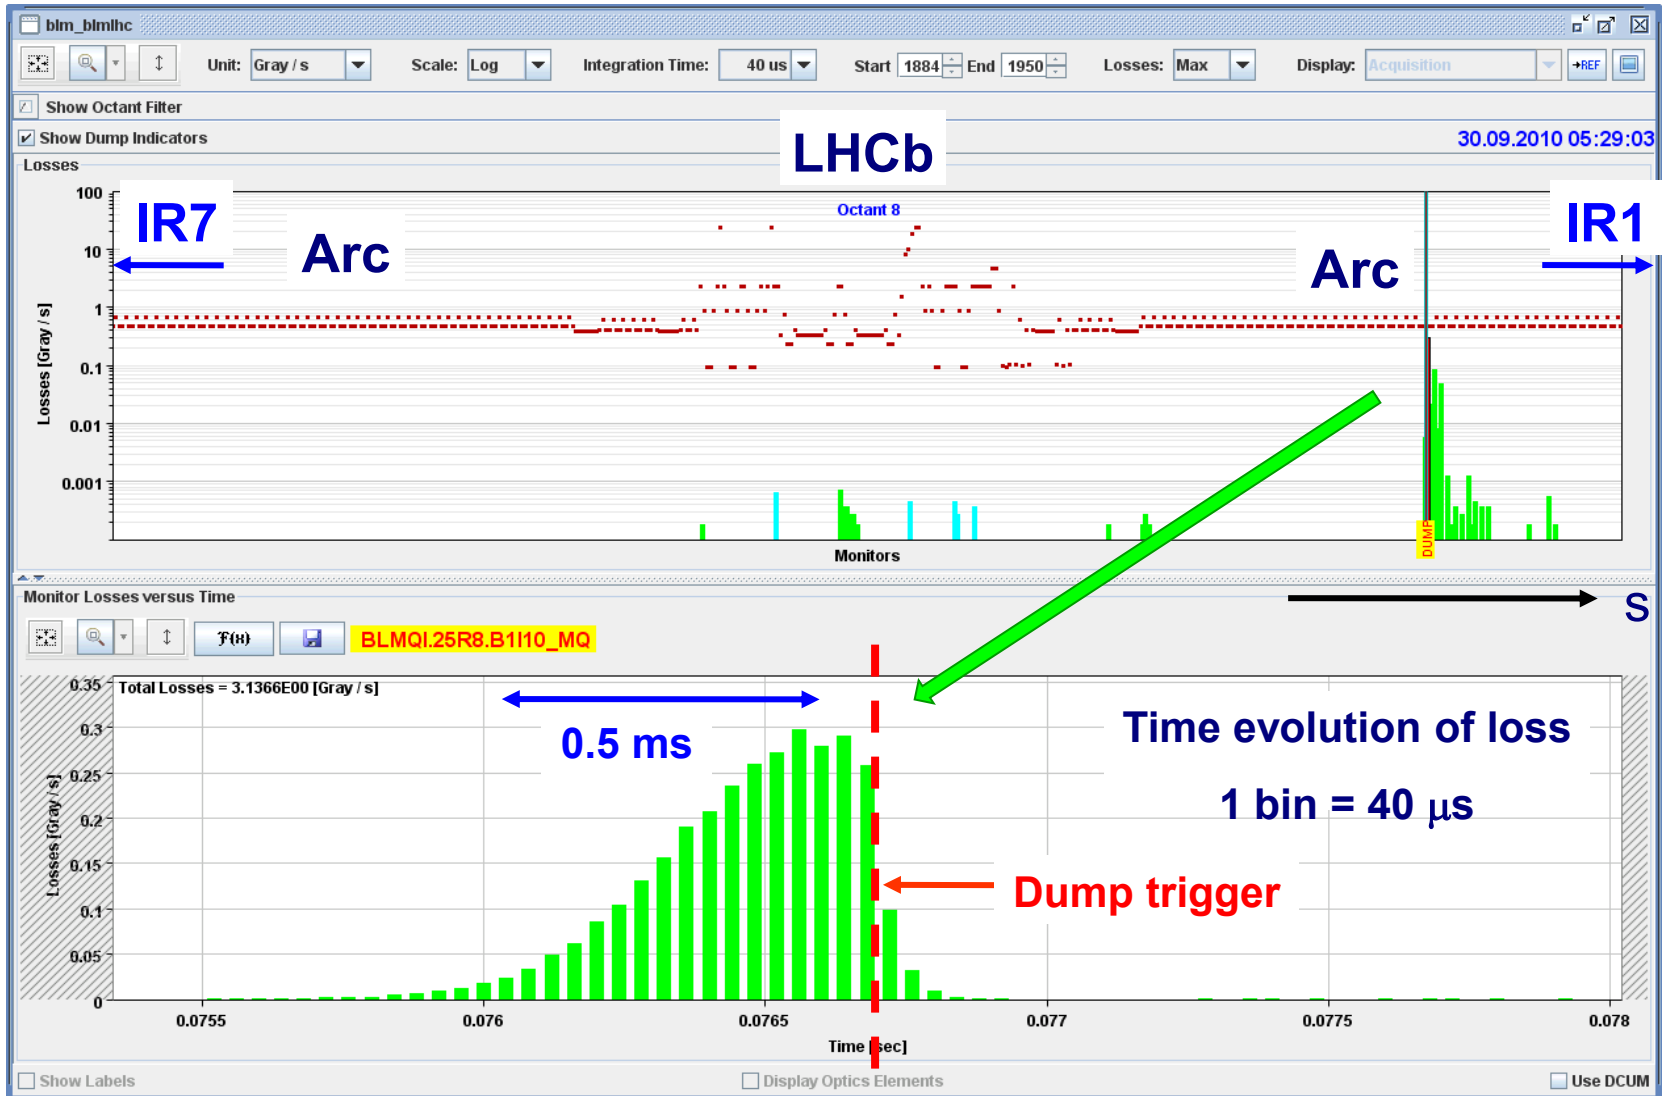 blm_blmlhc
Unit: Gray / s Scale: Log Integration Time: 40 us Start 1884 End 1950 Losses: Max Display: Acquisition →REF
Show Octant Filter
Show Dump Indicators
30.09.2010 05:29:03
LHCb
Losses
100
10
1
0.1
0.01
0.001
Losses [Gray / s]
IR7
Arc
Octant 8
Arc
IR1
DUMP
Monitors
S
Monitor Losses versus Time
F(x)
BLMQI.25R8.B1I10_MQ
Total Losses = 3.1366E00 [Gray / s]
0.5 ms
Time evolution of loss
1 bin = 40 μs
Dump trigger
0.35
0.3
0.25
0.2
0.15
0.1
0.05
0
Losses [Gray / s]
0.0755 0.076 0.0765 0.077 0.0775 0.078
Time [sec]
Show Labels
Display Optics Elements
Use DCUM